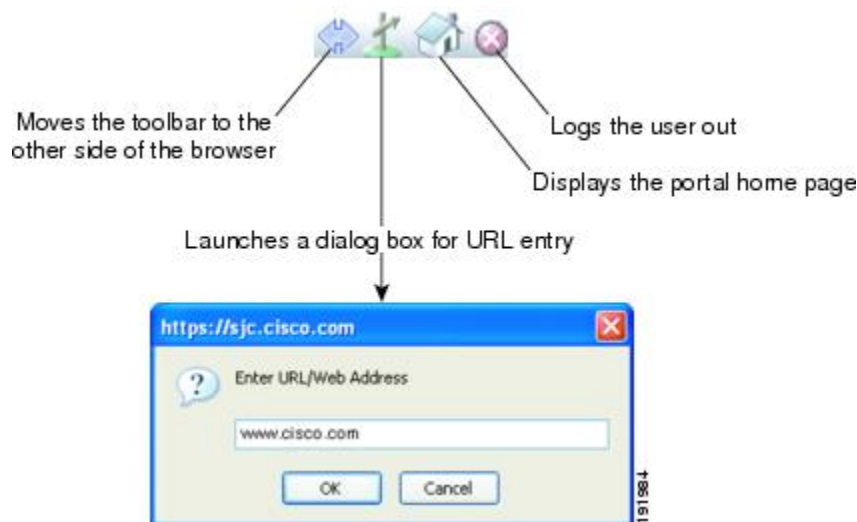 Moves the toolbar to the
other side of the browser
Logs the user out
Displays the portal home page
Launches a dialog box for URL entry
https://sjc.cisco.com
?
Enter URL/Web Address
www.cisco.com
OK
Cancel
191984